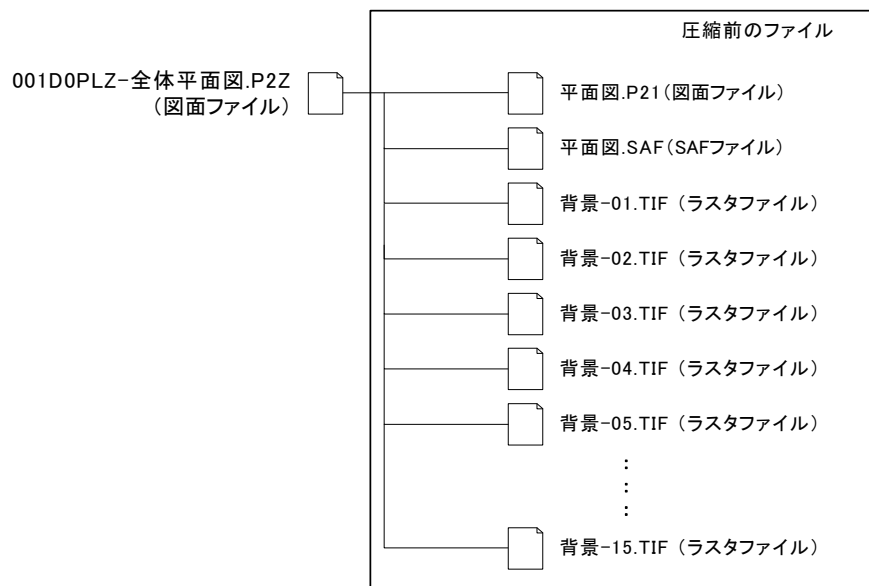 圧縮前のファイル
001D0PLZ-全体平面図.P2Z
(図面ファイル)
平面図.P21(図面ファイル)
平面図.SAF(SAFファイル)
背景-01.TIF (ラスタファイル)
背景-02.TIF (ラスタファイル)
背景-03.TIF (ラスタファイル)
背景-04.TIF (ラスタファイル)
背景-05.TIF (ラスタファイル)
:
:
:
背景-15.TIF (ラスタファイル)